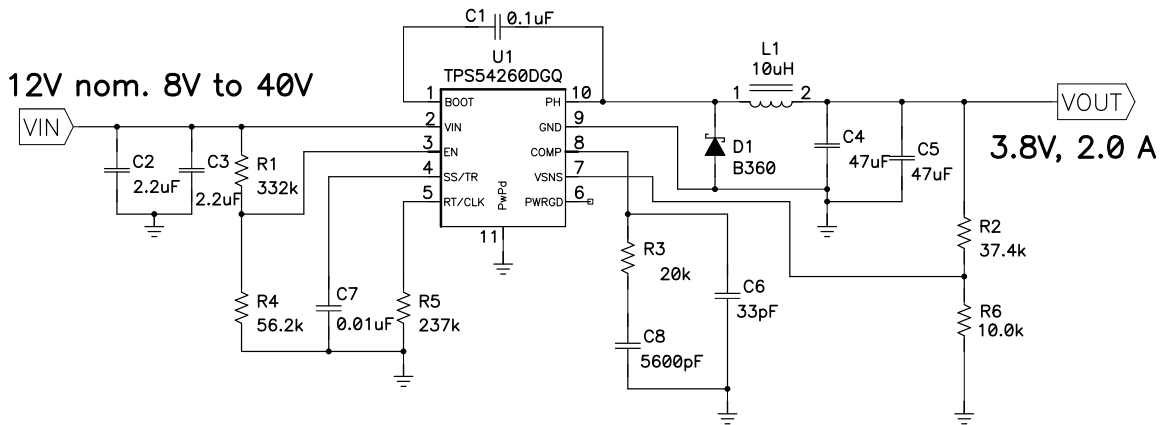 C1 0.1uF
U1
TPS54260DGQ
12V nom. 8V to 40V
VIN
1 BOOT
2 VIN
3 EN
4 SS/TR
5 RT/CLK
PH 10
GND 9
COMP 8
VSNS 7
PWRGD 6
PwPd
11
L1
10uH
1 2
VOUT
3.8V, 2.0 A
C2
2.2uF
C3
2.2uF
R1
332k
D1
B360
C4
47uF
C5
47uF
R2
37.4k
R3
20k
C6
33pF
R4
56.2k
C7
0.01uF
R5
237k
C8
5600pF
R6
10.0k